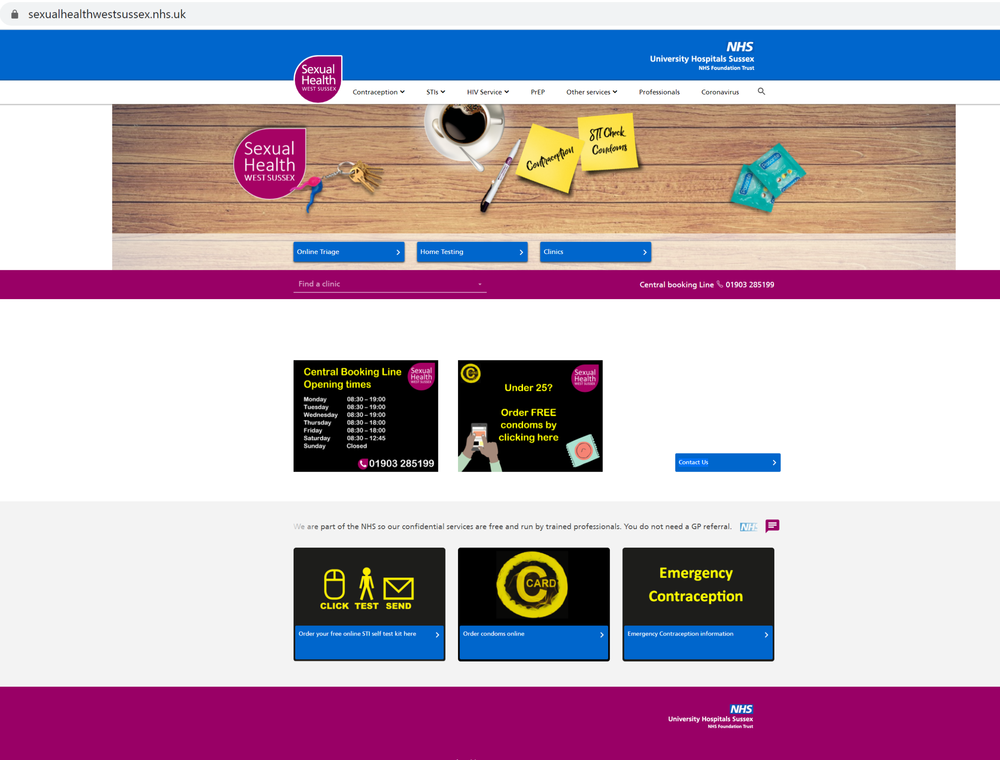 sexualhealthwestsussex.nhs.uk
NHS
University Hospitals Sussex
NHS Foundation Trust
Sexual
Health
WEST SUSSEX
Contraception
STIs
HIV Service
PrEP
Other services
Professionals
Coronavirus
Sexual
Health
WEST SUSSEX
Contraception
STI Check
Condoms
Pasante
Tropical
Pasante
Online Triage
Home Testing
Clinics
Find a clinic
Central booking Line 01903 285199
Central Booking Line
Opening times
Sexual
Health
WEST SUSSEX
Monday 08:30 – 19:00
Tuesday 08:30 – 19:00
Wednesday 08:30 – 19:00
Thursday 08:30 – 18:00
Friday 08:30 – 18:00
Saturday 08:30 – 12:45
Sunday Closed
01903 285199
C CARD
Sexual
Health
WEST SUSSEX
Under 25?
Order FREE
condoms by
clicking here
Contact Us
We are part of the NHS so our confidential services are free and run by trained professionals. You do not need a GP referral.
NHS
CLICK TEST SEND
Order your free online STI self test kit here
C CARD
Order condoms online
Emergency
Contraception
Emergency Contraception information
NHS
University Hospitals Sussex
NHS Foundation Trust